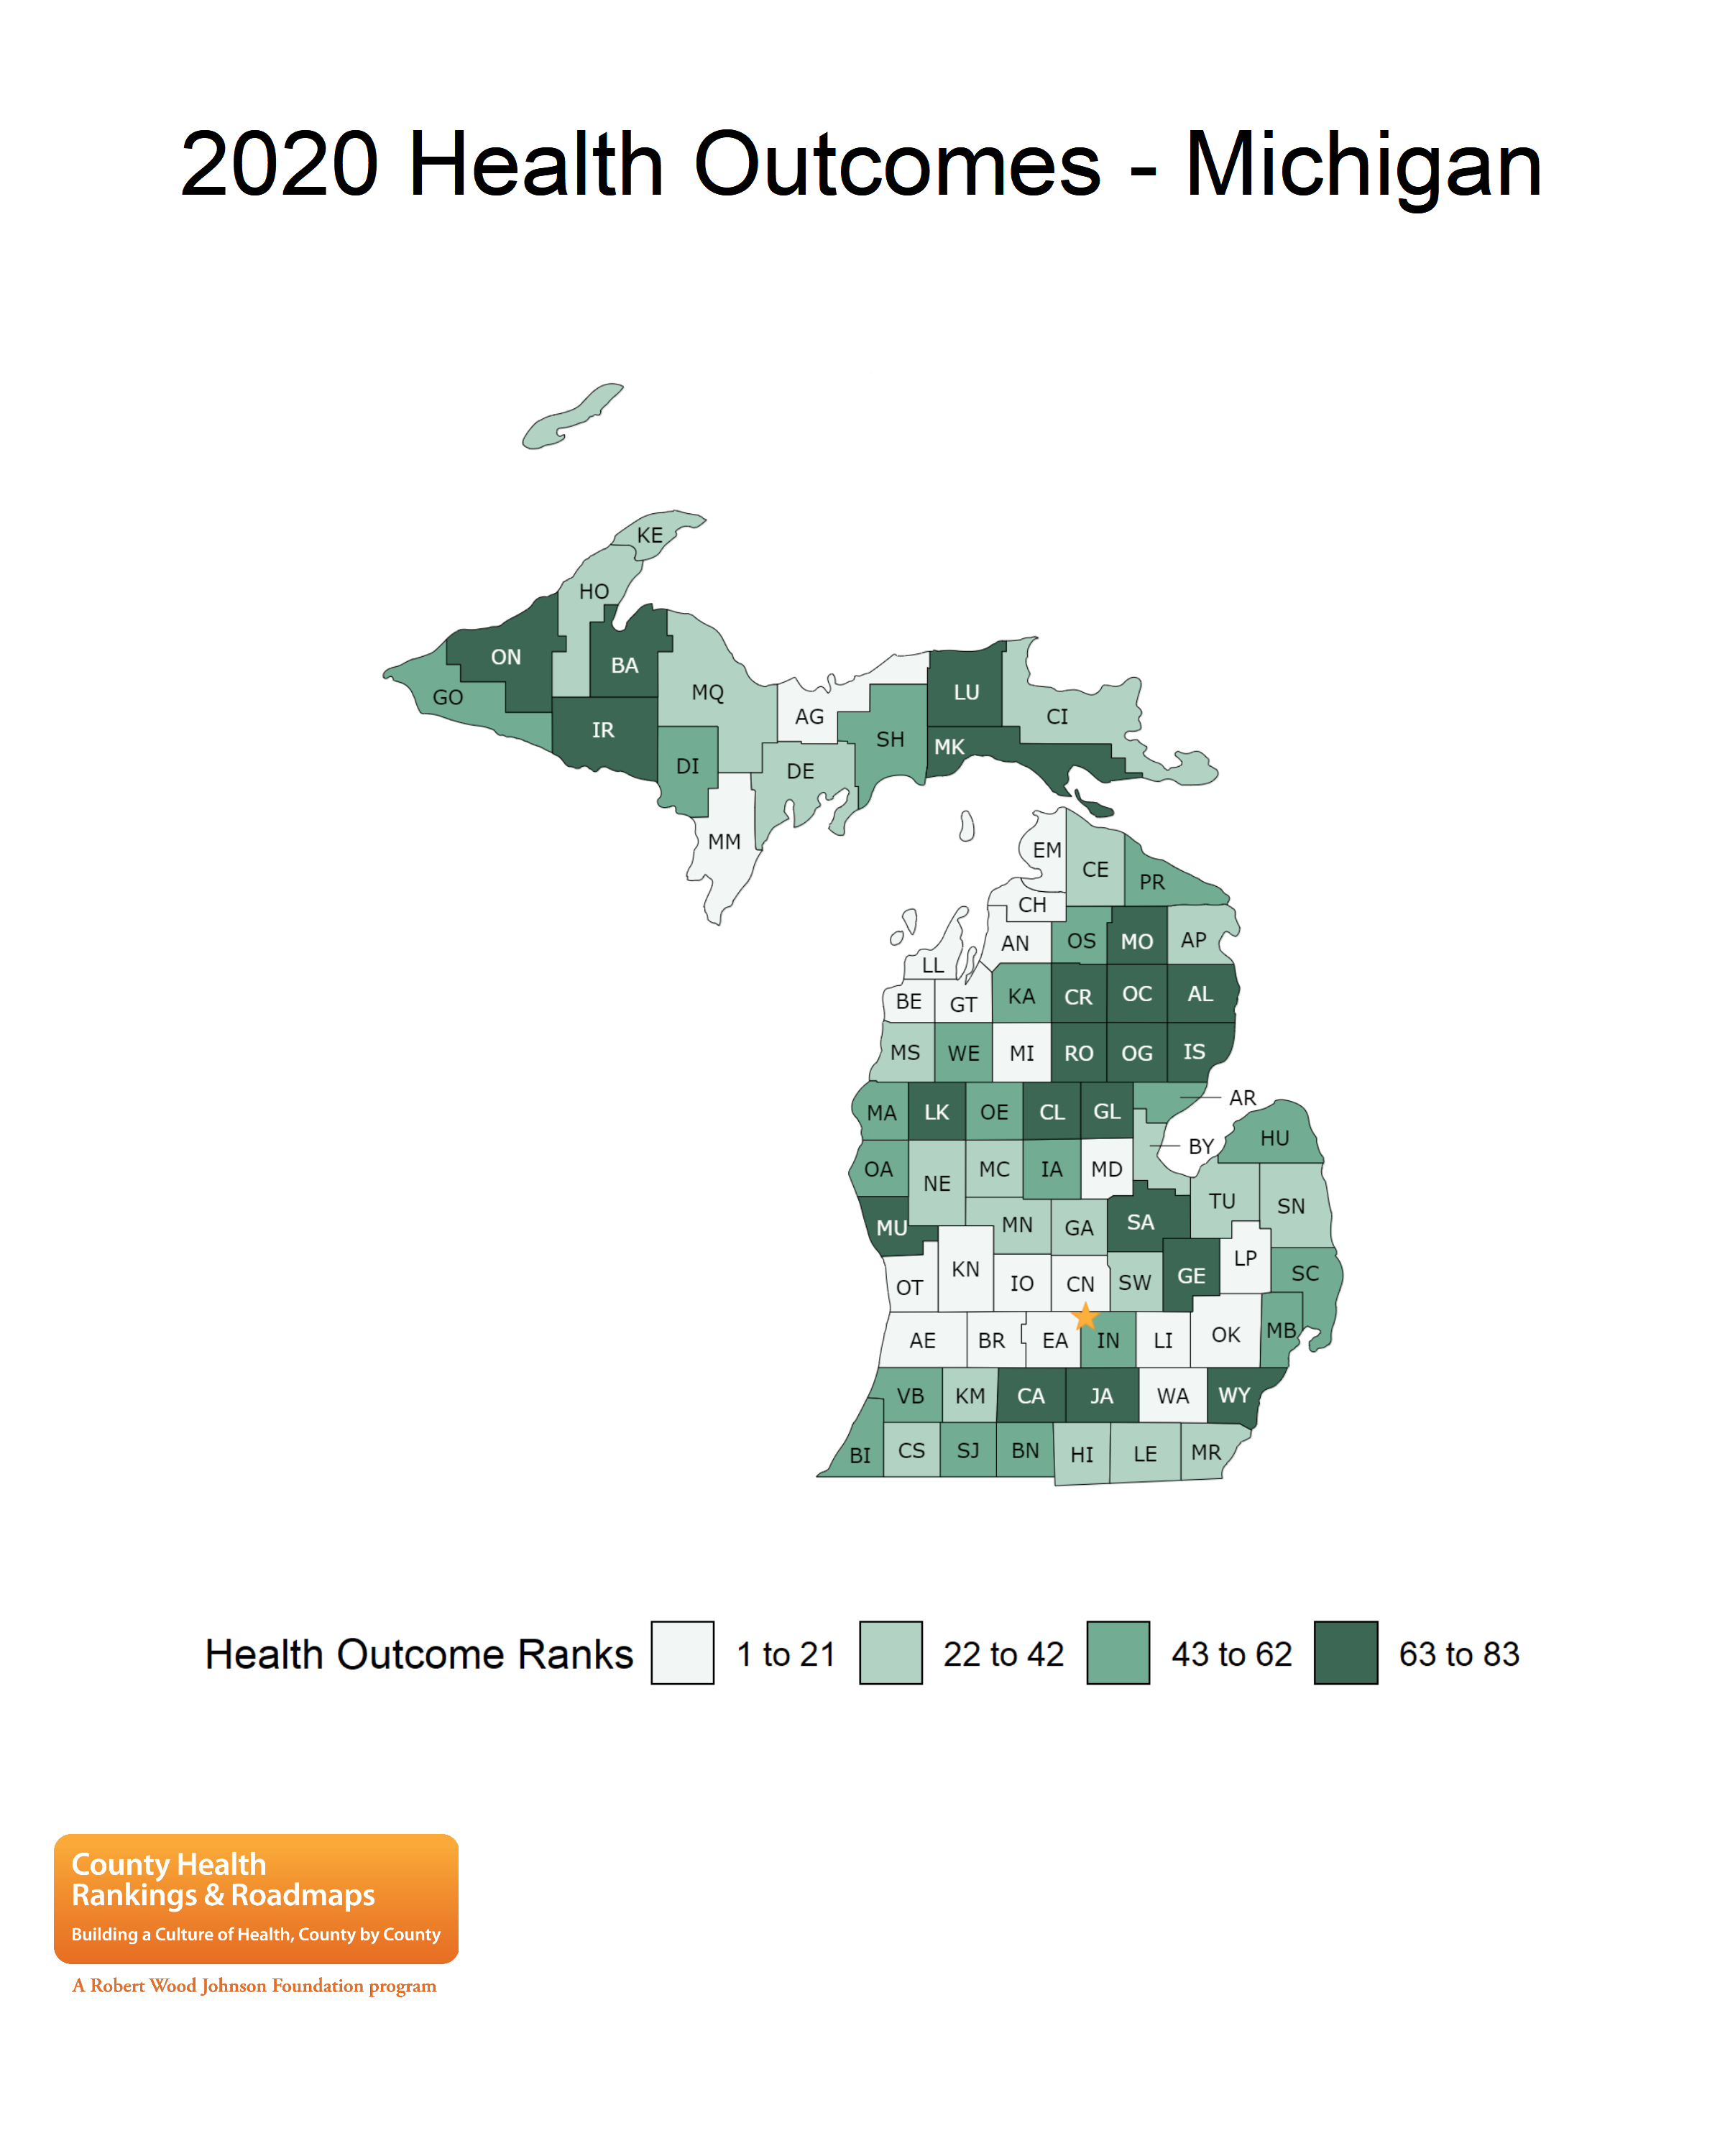 2020 Health Outcomes - Michigan
KE
HO
ON
BA
GO
MQ
LU
AG
CI
IR
SH
MK
DI
DE
MM
EM
CE
PR
CH
AN
OS
MO
AP
LL
BE
GT
KA
CR
OC
AL
MS
WE
MI
RO
OG
IS
MA
LK
OE
CL
GL
AR
BY
HU
OA
NE
MC
IA
MD
TU
SN
MU
MN
GA
SA
OT
KN
IO
CN
SW
GE
LP
SC
AE
BR
EA
IN
LI
OK
MB
VB
KM
CA
JA
WA
WY
BI
CS
SJ
BN
HI
LE
MR
Health Outcome Ranks 1 to 21 22 to 42 43 to 62 63 to 83
County Health
Rankings & Roadmaps
Building a Culture of Health, County by County
A Robert Wood Johnson Foundation program